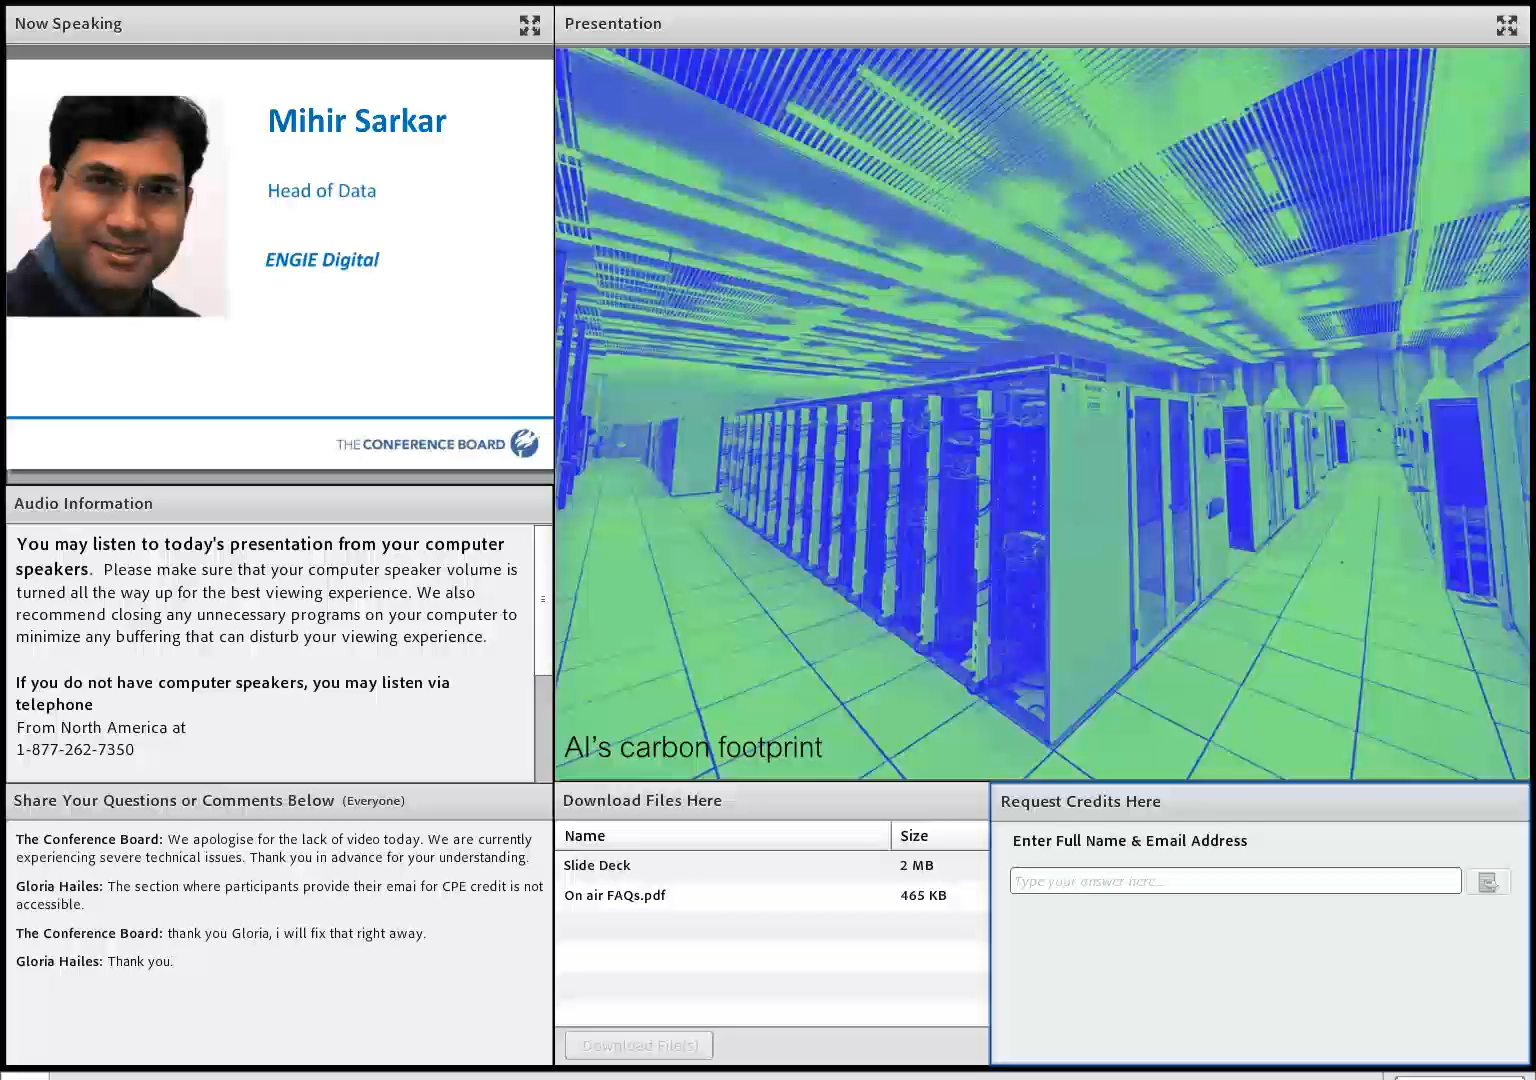 Now Speaking
Mihir Sarkar
Head of Data
ENGIE Digital
THE CONFERENCE BOARD
Audio Information
You may listen to today's presentation from your computer
speakers. Please make sure that your computer speaker volume is
turned all the way up for the best viewing experience. We also
recommend closing any unnecessary programs on your computer to
minimize any buffering that can disturb your viewing experience.
If you do not have computer speakers, you may listen via
telephone
From North America at
1-877-262-7350
Share Your Questions or Comments Below (Everyone)
The Conference Board: We apologise for the lack of video today. We are currently
experiencing severe technical issues. Thank you in advance for your understanding.
Gloria Hailes: The section where participants provide their emai for CPE credit is not
accessible.
The Conference Board: thank you Gloria, i will fix that right away.
Gloria Hailes: Thank you.
Presentation
AI's carbon footprint
Download Files Here
Name Size
Slide Deck 2 MB
On air FAQs.pdf 465 KB
Download File(s)
Request Credits Here
Enter Full Name & Email Address
Type your answer here...